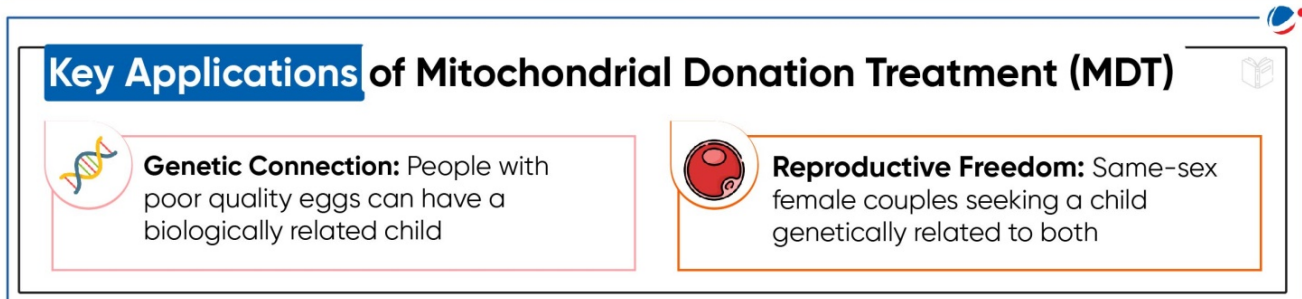 Key Applications of Mitochondrial Donation Treatment (MDT)
Genetic Connection: People with
poor quality eggs can have a
biologically related child
Reproductive Freedom: Same-sex
female couples seeking a child
genetically related to both